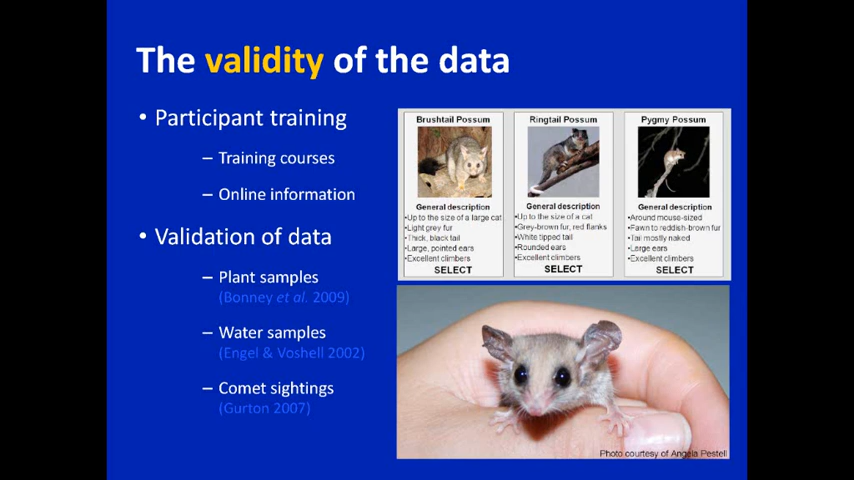 The validity of the data
• Participant training
– Training courses
– Online information
• Validation of data
– Plant samples
(Bonney et al. 2009)
– Water samples
(Engel & Voshell 2002)
– Comet sightings
(Gurton 2007)
Brushtail Possum
General description
•Up to the size of a large cat
•Light grey fur
•Thick, black tail
•Large, pointed ears
•Excellent climbers
SELECT
Ringtail Possum
General description
•Up to the size of a cat
•Grey-brown fur, red flanks
•White tipped tail
•Rounded ears
•Excellent climbers
SELECT
Pygmy Possum
General description
•Around mouse-sized
•Fawn to reddish-brown fur
•Tail mostly naked
•Large ears
•Excellent climbers
SELECT
Photo courtesy of Angela Pestell